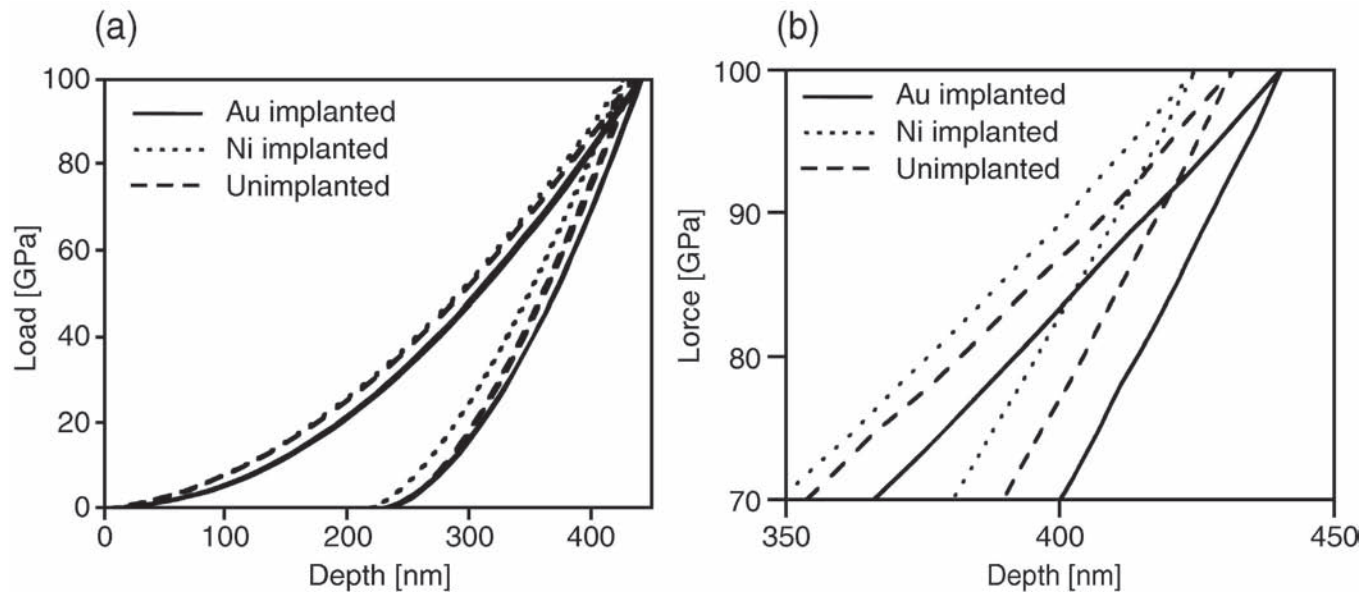 (a)
100
80
60
40
20
0
Load [GPa]
Au implanted
Ni implanted
Unimplanted
0 100 200 300 400
Depth [nm]
(b)
100
90
80
70
Lorce [GPa]
Au implanted
Ni implanted
Unimplanted
350 400 450
Depth [nm]